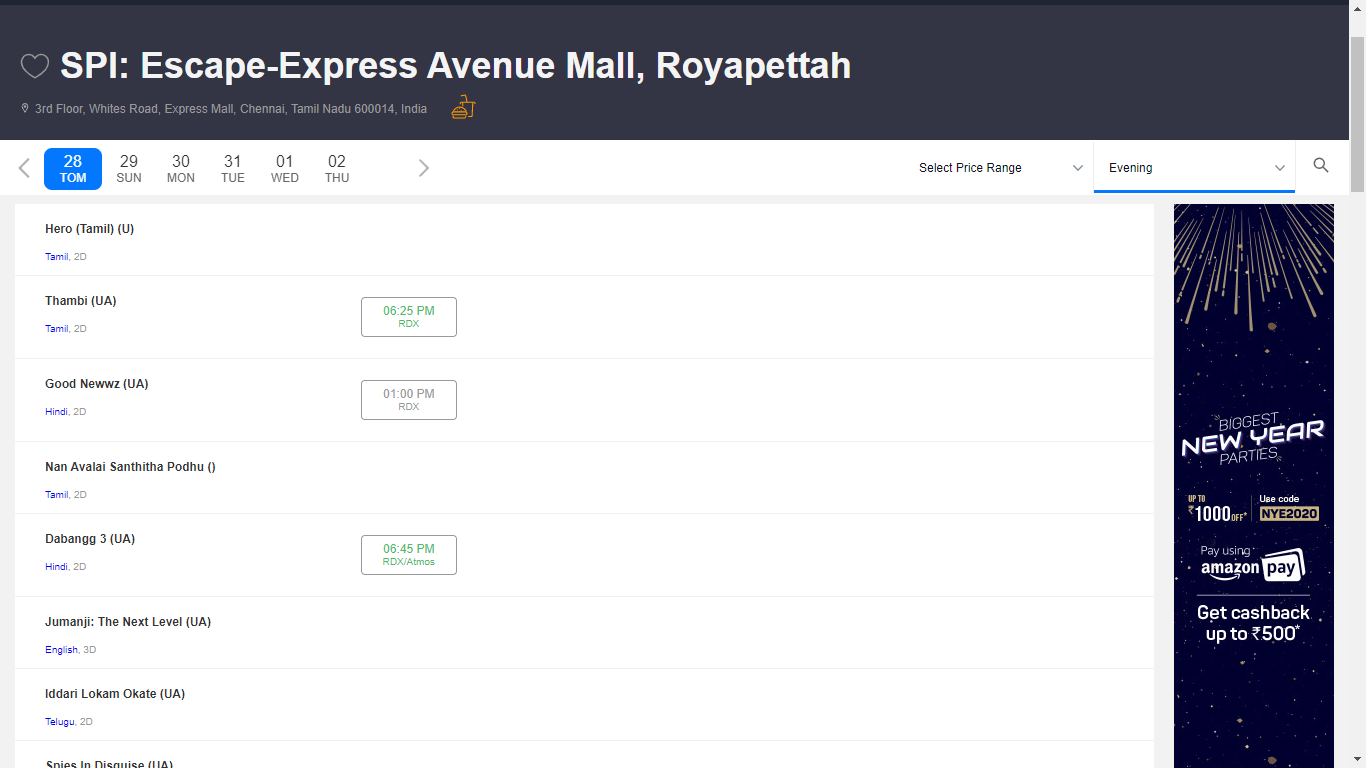 SPI: Escape-Express Avenue Mall, Royapettah
3rd Floor, Whites Road, Express Mall, Chennai, Tamil Nadu 600014, India
28 29 30 31 01 02
TOM SUN MON TUE WED THU
Select Price Range
Evening
Hero (Tamil) (U)
Tamil, 2D
Thambi (UA)
Tamil, 2D
06:25 PM
RDX
Good Newwz (UA)
Hindi, 2D
01:00 PM
RDX
Nan Avalai Santhitha Podhu ()
Tamil, 2D
Dabangg 3 (UA)
Hindi, 2D
06:45 PM
RDX/Atmos
Jumanji: The Next Level (UA)
English, 3D
Iddari Lokam Okate (UA)
Telugu, 2D
Spies In Disguise (UA)
BIGGEST
NEW YEAR
PARTIES
UP TO
₹1000 OFF*
Use code
NYE2020
Pay using
amazon pay
Get cashback
up to ₹500*